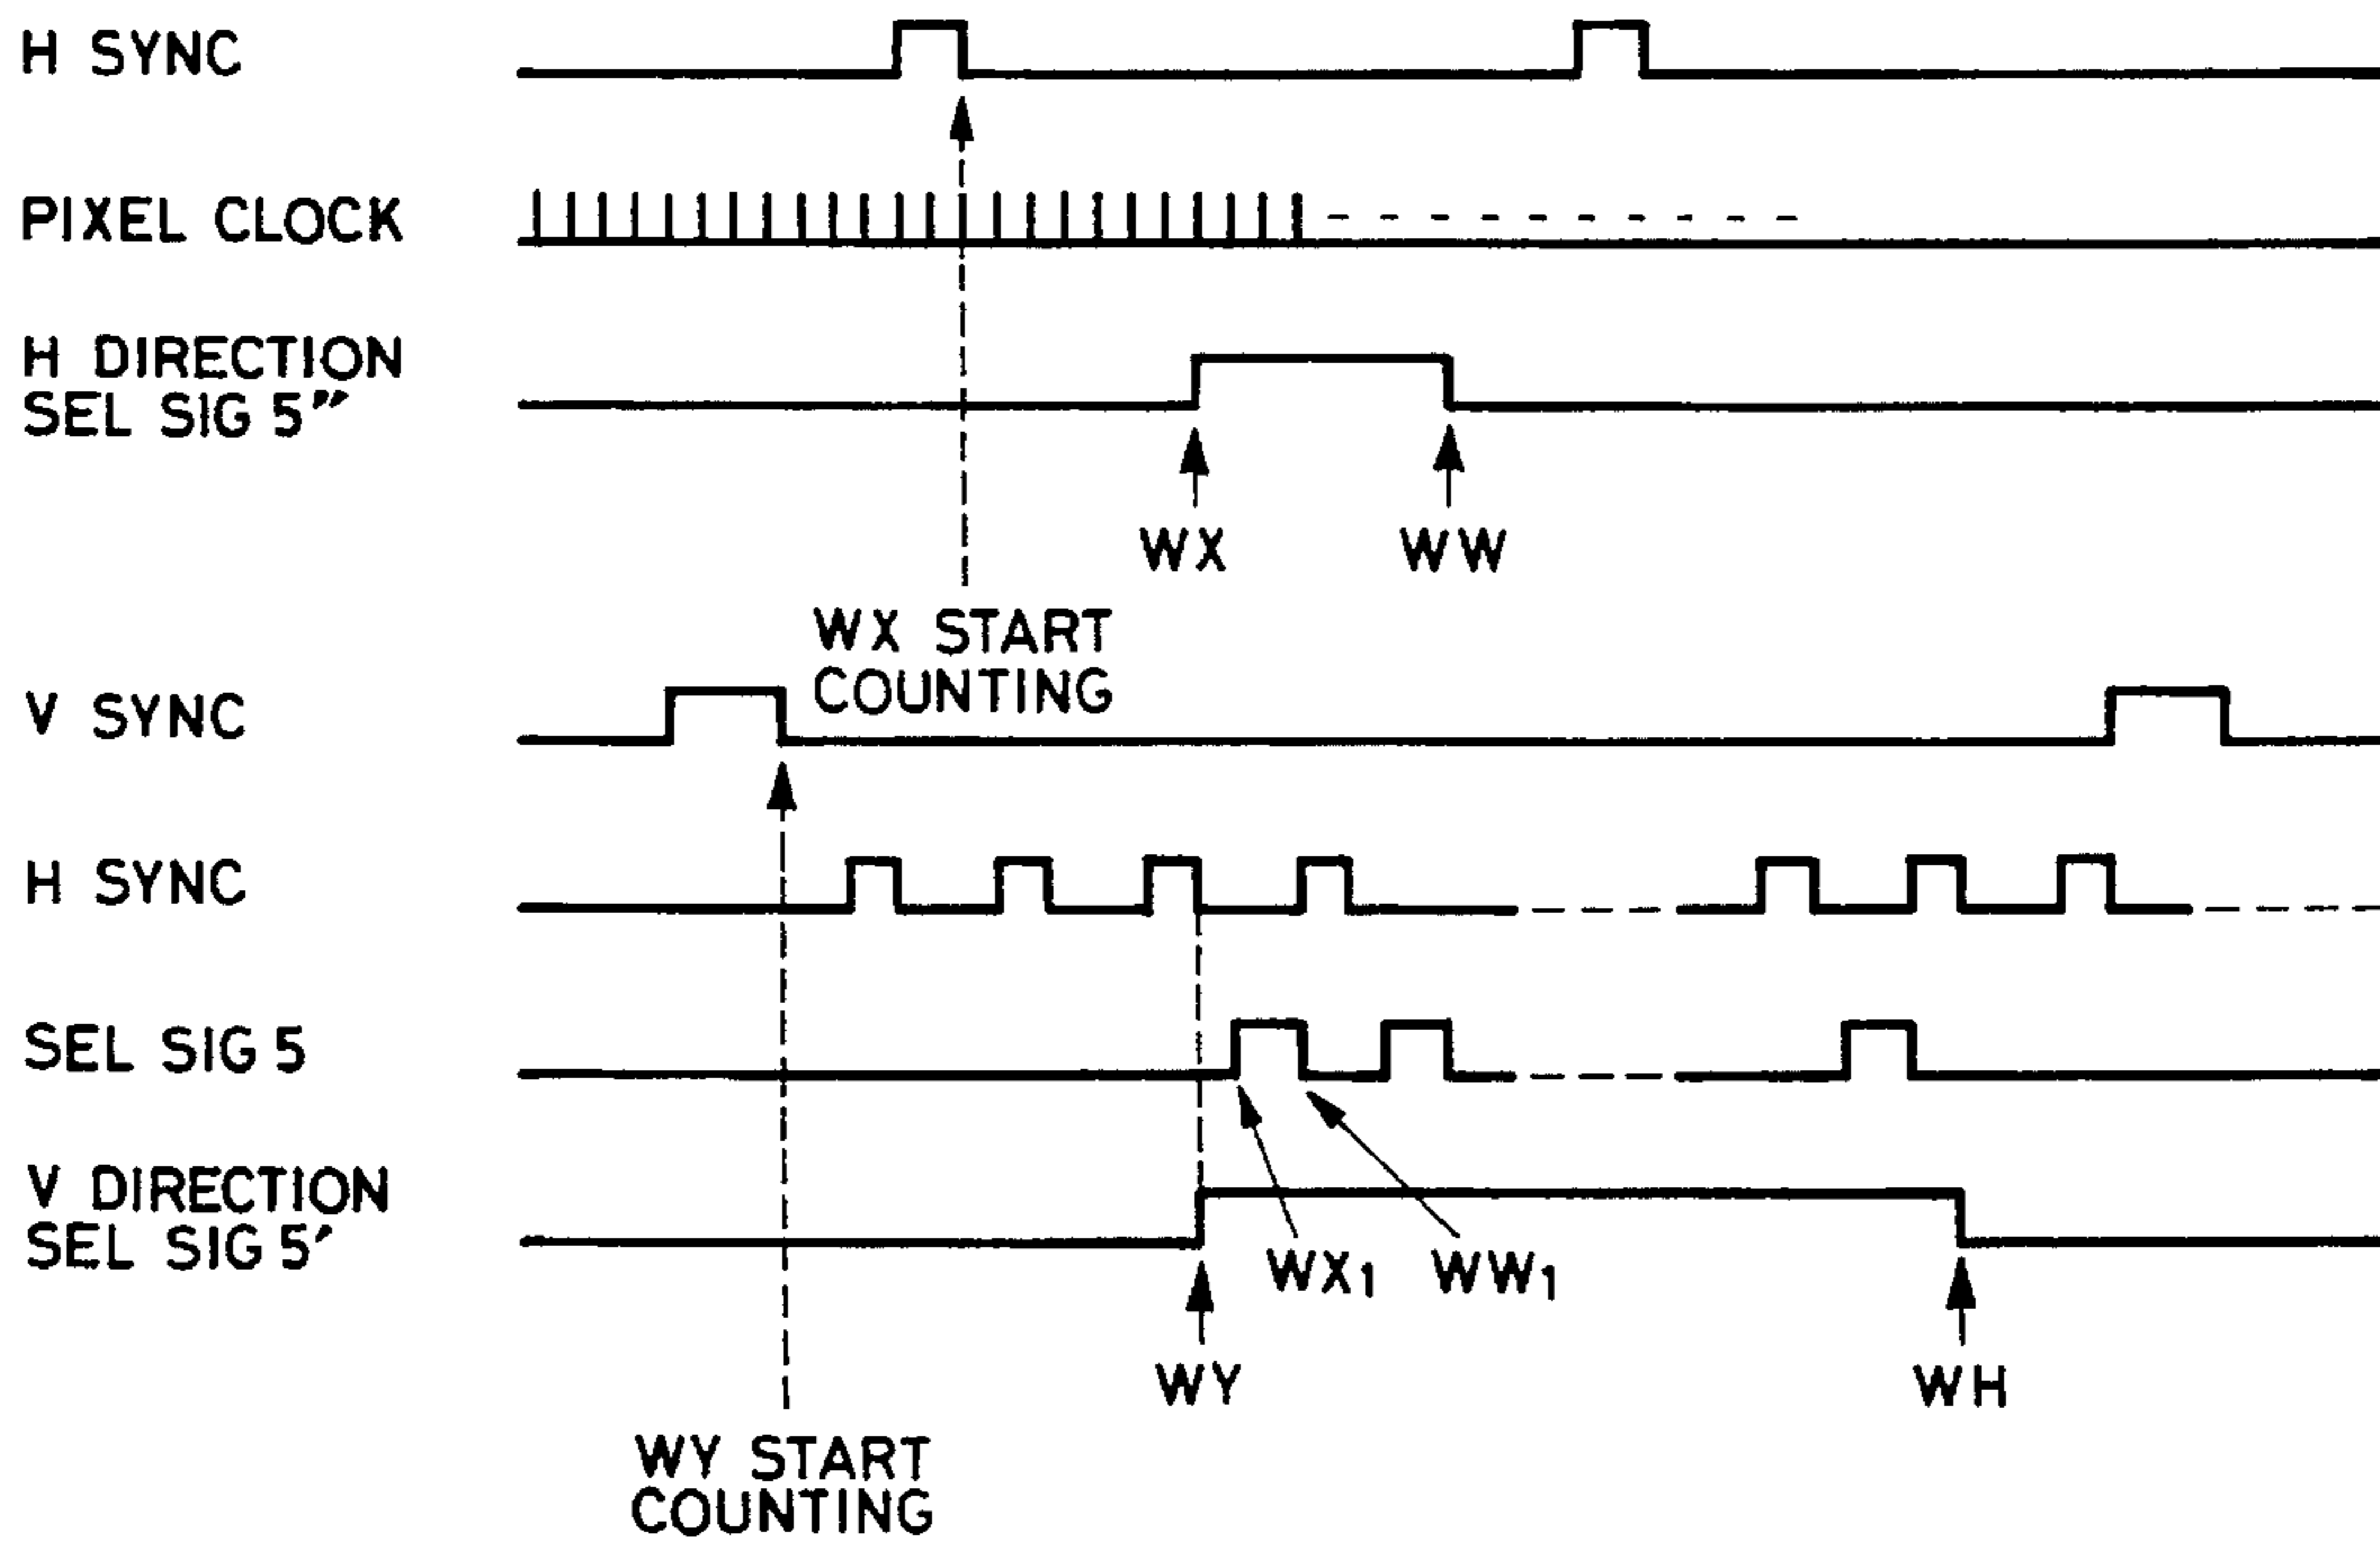 H SYNC
PIXEL CLOCK
H DIRECTION
SEL SIG 5″
WX
WW
WX START
COUNTING
V SYNC
H SYNC
SEL SIG 5
V DIRECTION
SEL SIG 5′
WX₁
WW₁
WY
WH
WY START
COUNTING